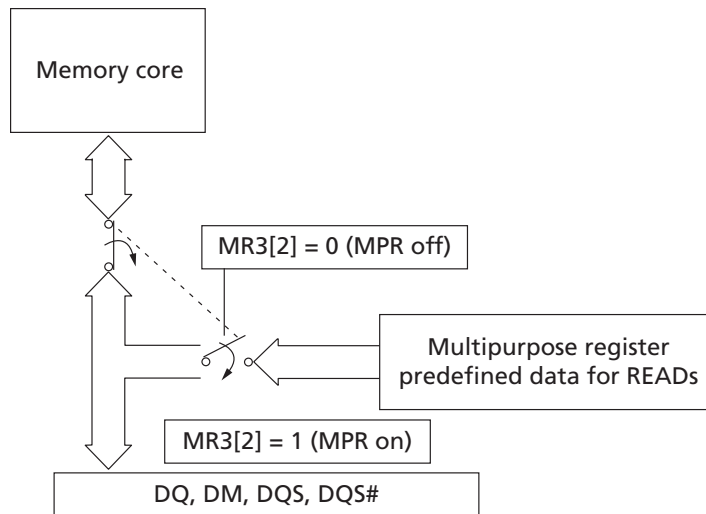 Memory core
MR3[2] = 0 (MPR off)
Multipurpose register
predefined data for READs
MR3[2] = 1 (MPR on)
DQ, DM, DQS, DQS#